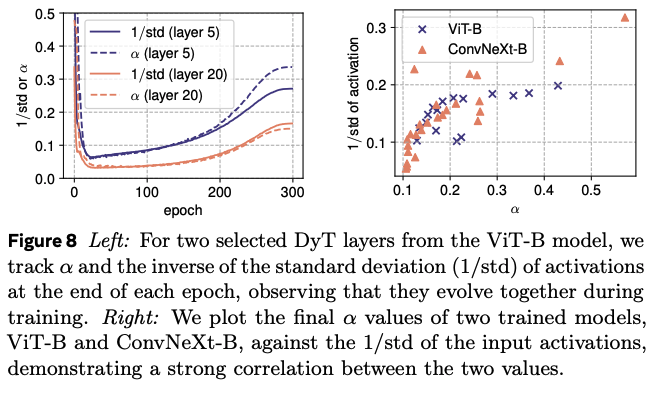 0.5
0.4
0.3
0.2
0.1
0.0
1/std or α
1/std (layer 5)
α (layer 5)
1/std (layer 20)
α (layer 20)
0
100
200
300
epoch
0.3
0.2
0.1
1/std of activation
ViT-B
ConvNeXt-B
0.1
0.2
0.3
0.4
0.5
α
Figure 8 Left: For two selected DyT layers from the ViT-B model, we
track α and the inverse of the standard deviation (1/std) of activations
at the end of each epoch, observing that they evolve together during
training. Right: We plot the final α values of two trained models,
ViT-B and ConvNeXt-B, against the 1/std of the input activations,
demonstrating a strong correlation between the two values.